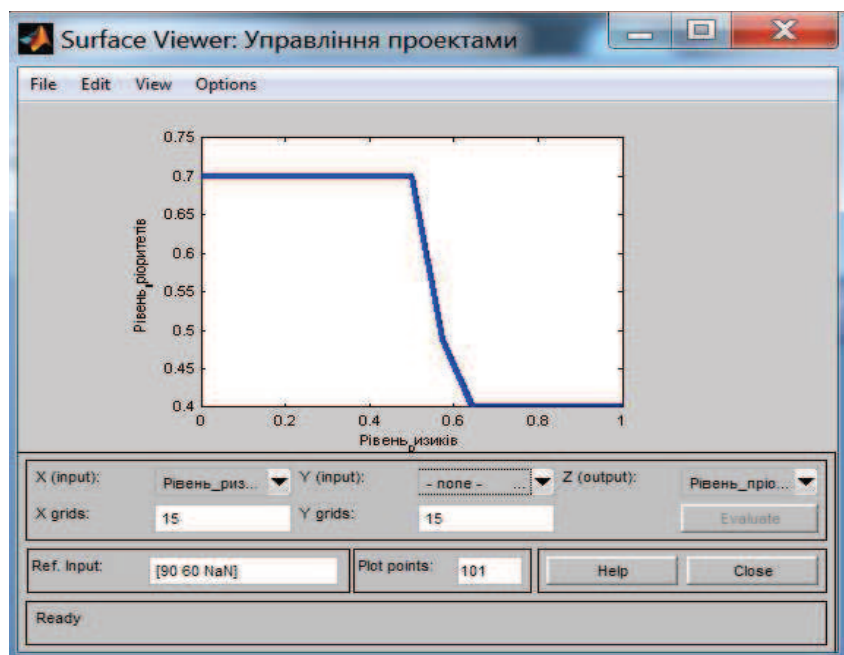 Surface Viewer: Управління проектами
File Edit View Options
0.75
0.7
0.65
0.6
0.55
0.5
0.45
0.4
Рівень_пріоритетів
0 0.2 0.4 0.6 0.8 1
Рівень_ризиків
X (input): Рівень_риз... Y (input): - none - ... Z (output): Рівень_пріо...
X grids: 15 Y grids: 15 Evaluate
Ref. Input: [90 60 NaN] Plot points: 101 Help Close
Ready